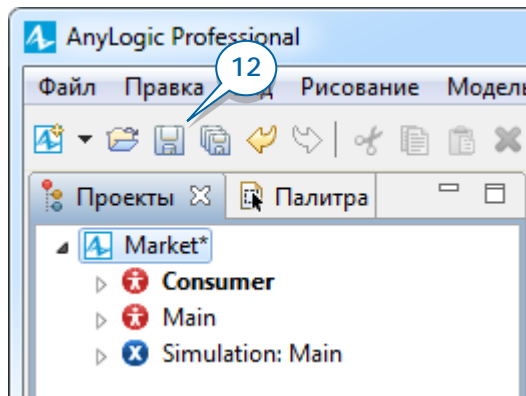 AnyLogic Professional
12
Файл Правка Рисование Модель
Проекты Палитра
Market*
Consumer
Main
Simulation: Main